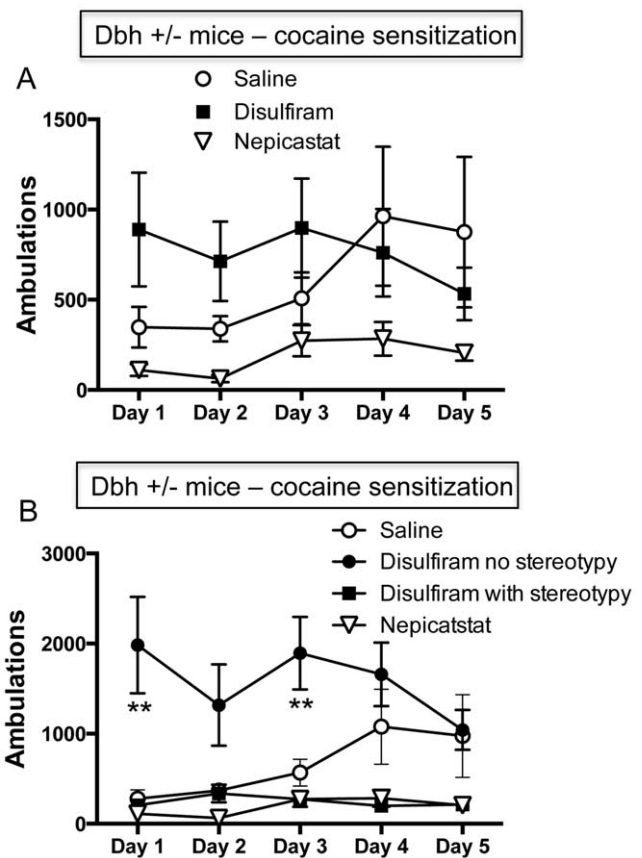 Dbh +/- mice – cocaine sensitization
A
Saline
Disulfiram
Nepicastat
1500
1000
500
0
Ambulations
Day 1 Day 2 Day 3 Day 4 Day 5
Dbh +/- mice – cocaine sensitization
B
Saline
Disulfiram no stereotypy
Disulfiram with stereotypy
Nepicatstat
3000
2000
1000
0
Ambulations
**
**
Day 1 Day 2 Day 3 Day 4 Day 5